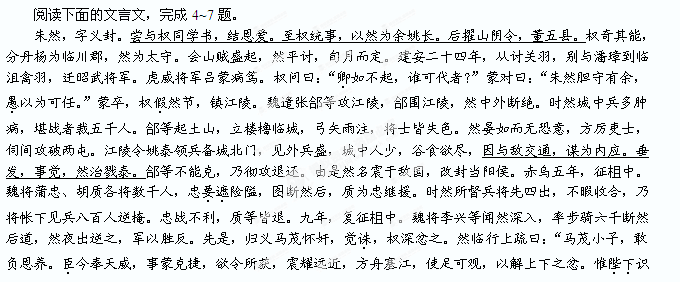 阅读下面的文言文，完成 4~7 题。
朱然，字义封。尝与权同学书，结恩爱。至权统事，以然为余姚长。后擢山阴令，董五县。权奇其能，
分丹杨为临川郡，然为太守。会山贼盛起，然平讨，旬月而定。建安二十四年，从讨关羽，别与潘璋到临
沮禽羽，迁昭武将军。虎威将军吕蒙病笃。权问曰：“卿如不起，谁可代者？”蒙对曰：“朱然胆守有余，
愚以为可任。”蒙卒，权假然节，镇江陵。魏遣张郃等攻江陵，郃围江陵，然中外断绝。时然城中兵多肿
病，堪战者裁五千人。郃等起土山，立楼橹临城，弓矢雨注，将士皆失色。然晏如而无恐意，方厉吏士，
伺间攻破两屯。江陵令姚泰领兵备城北门，见外兵盛，城中人少，谷食欲尽，因与敌交通，谋为内应。垂
发，事觉，然治戮泰。郃等不能克，乃彻攻退还。由是然名震于敌国，改封当阳侯。赤乌五年，征柤中。
魏将蒲忠、胡质各将数千人，忠要遮险隘，图断然后，质为忠继援。时然所督兵将先四出，不暇收合，乃
将帐下见兵八百人逆掩。忠战不利，质等皆退。九年，复征柤中。魏将李兴等闻然深入，率步骑六千断然
后道，然夜出逆之，军以胜反。先是，归义马茂怀奸，觉诛，权深忿之。然临行上疏曰：“马茂小子，敢
负恩养。臣今奉天威，事蒙克捷，欲令所获，震耀远近，方舟塞江，使足可观，以解上下之忿。惟陛下识